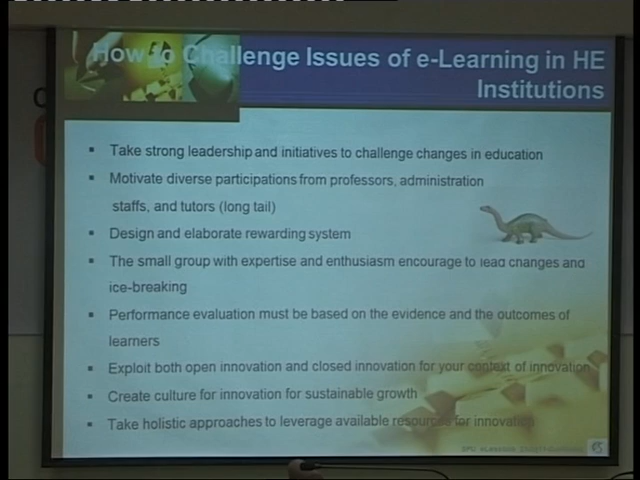 How to Challenge Issues of e-Learning in HE
Institutions
Take strong leadership and initiatives to challenge changes in education
Motivate diverse participations from professors, administration
staffs, and tutors (long tail)
Design and elaborate rewarding system
The small group with expertise and enthusiasm encourage to lead changes and
ice-breaking
Performance evaluation must be based on the evidence and the outcomes of
learners
Exploit both open innovation and closed innovation for your context of innovation
Create culture for innovation for sustainable growth
Take holistic approaches to leverage available resources for innovation